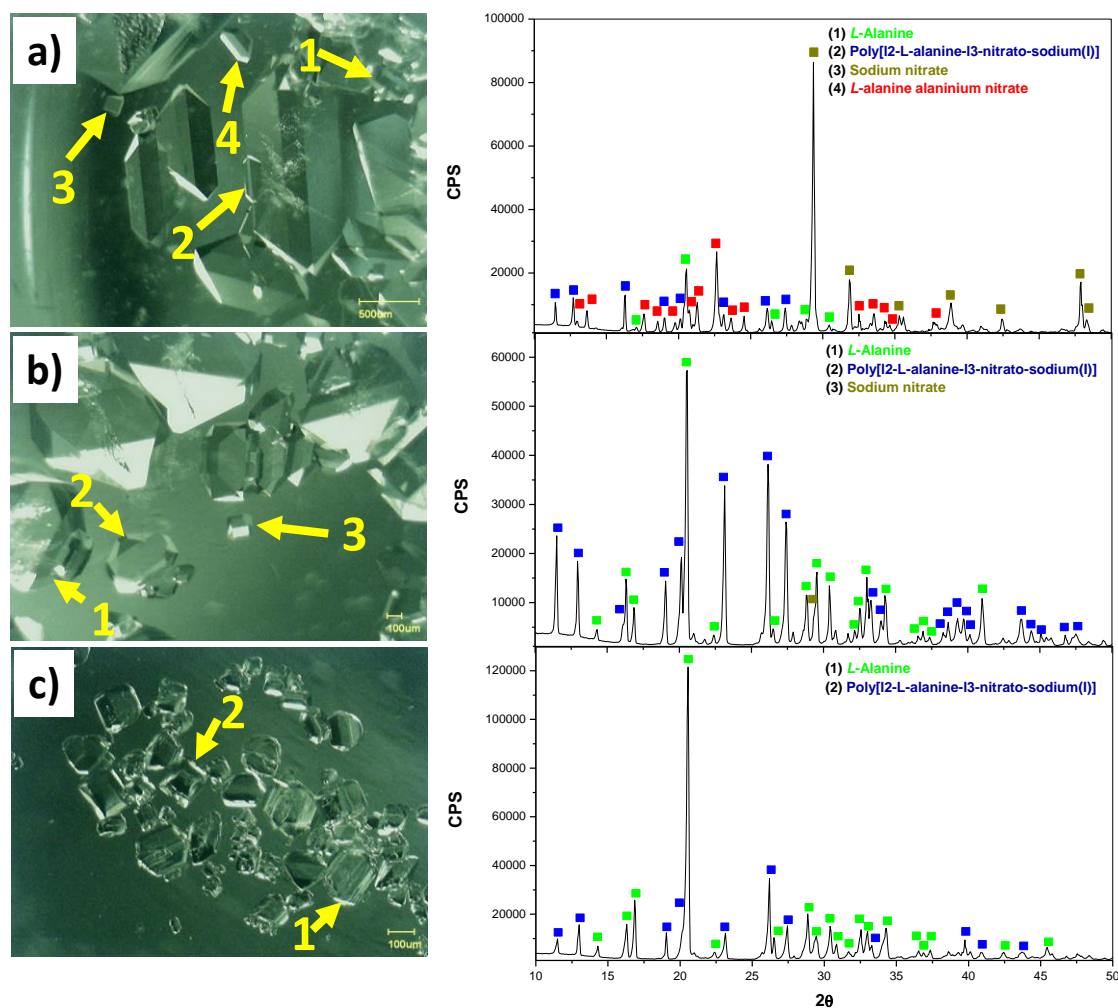 a)
1
3
4
2
500um
100000
80000
60000
40000
20000
0
CPS
(1) L-Alanine
(2) Poly[l2-L-alanine-l3-nitrato-sodium(I)]
(3) Sodium nitrate
(4) L-alanine alaninium nitrate
b)
2
3
1
100um
60000
50000
40000
30000
20000
10000
0
CPS
(1) L-Alanine
(2) Poly[l2-L-alanine-l3-nitrato-sodium(I)]
(3) Sodium nitrate
c)
2
1
100um
120000
100000
80000
60000
40000
20000
0
CPS
(1) L-Alanine
(2) Poly[l2-L-alanine-l3-nitrato-sodium(I)]
10 15 20 25 30 35 40 45 50
2θ